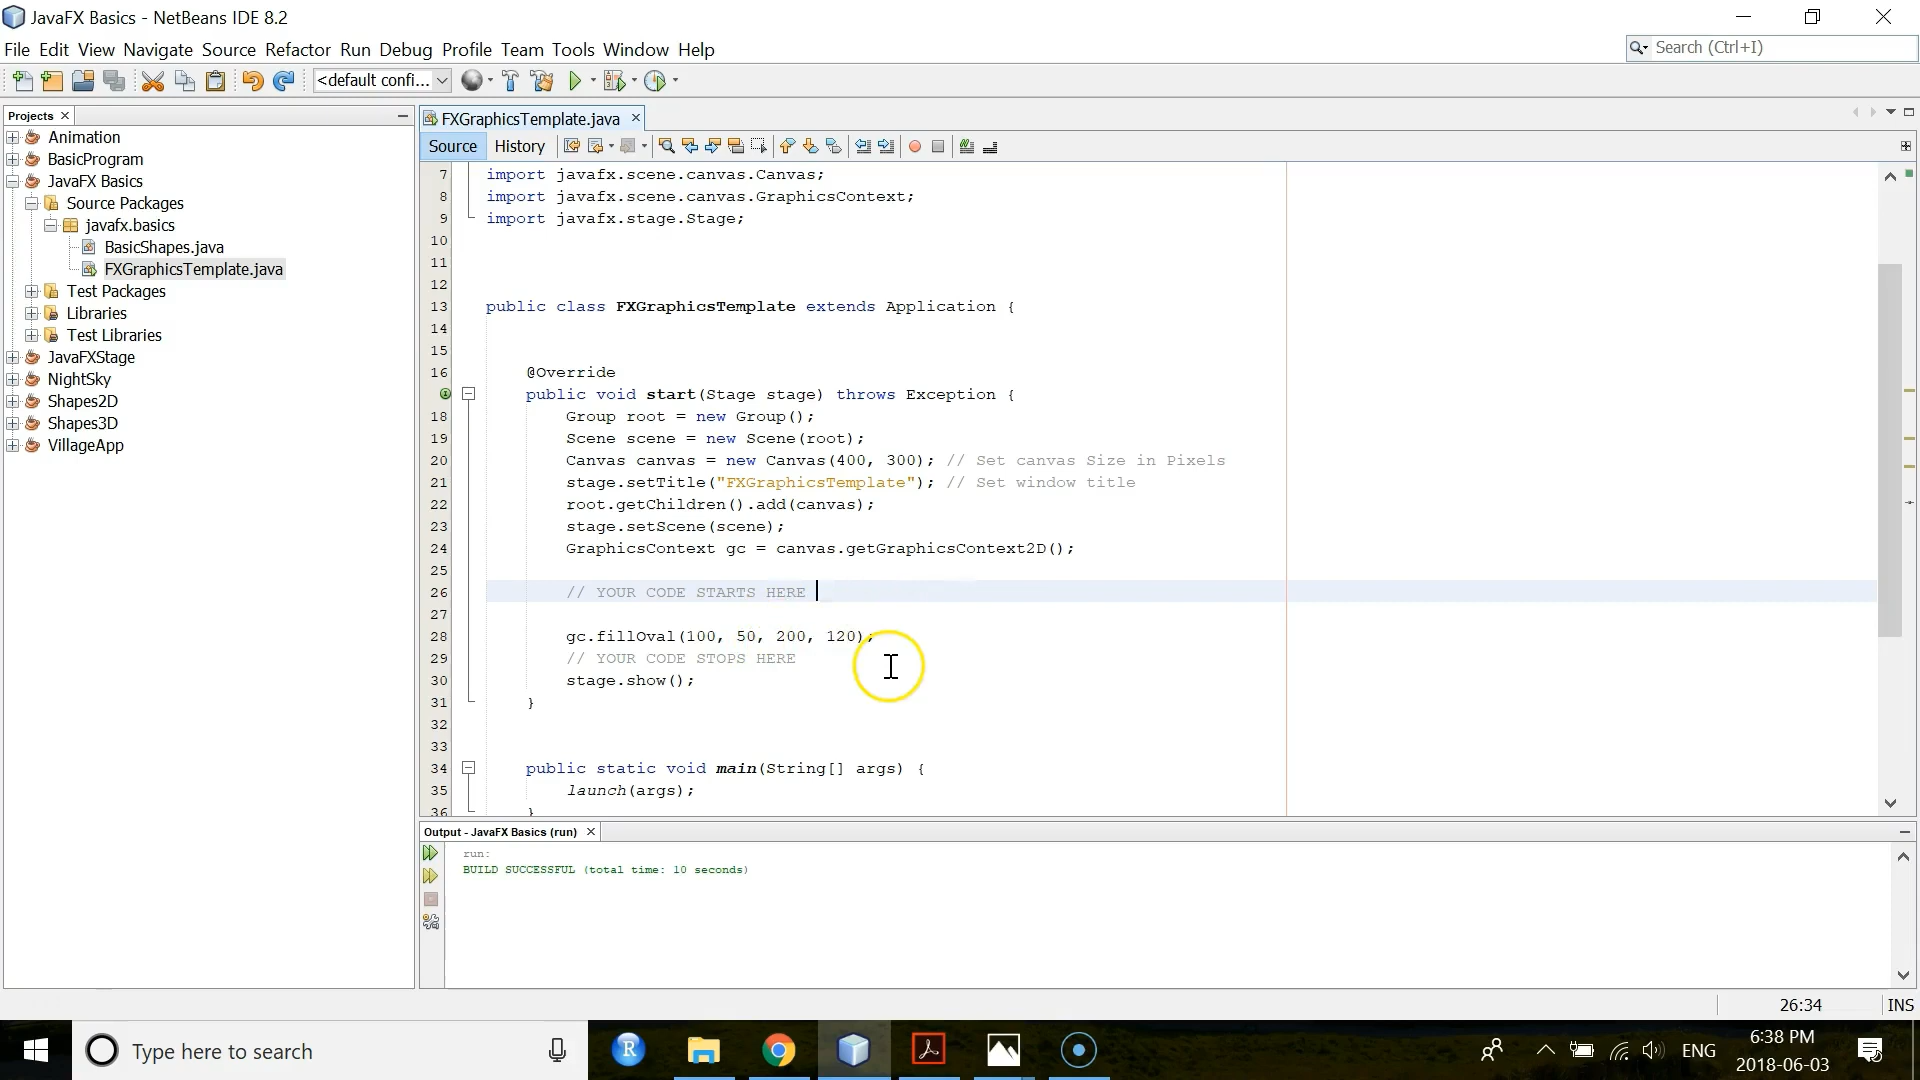 JavaFX Basics - NetBeans IDE 8.2
File Edit View Navigate Source Refactor Run Debug Profile Team Tools Window Help
Search (Ctrl+I)
<default confi...
Projects
Animation
BasicProgram
JavaFX Basics
Source Packages
javafx.basics
BasicShapes.java
FXGraphicsTemplate.java
Test Packages
Libraries
Test Libraries
JavaFXStage
NightSky
Shapes2D
Shapes3D
VillageApp
FXGraphicsTemplate.java
Source History
7 import javafx.scene.canvas.Canvas;
8 import javafx.scene.canvas.GraphicsContext;
9 import javafx.stage.Stage;
10
11
12
13 public class FXGraphicsTemplate extends Application {
14
15
16 @Override
public void start(Stage stage) throws Exception {
18 Group root = new Group();
19 Scene scene = new Scene(root);
20 Canvas canvas = new Canvas(400, 300); // Set canvas Size in Pixels
21 stage.setTitle("FXGraphicsTemplate"); // Set window title
22 root.getChildren().add(canvas);
23 stage.setScene(scene);
24 GraphicsContext gc = canvas.getGraphicsContext2D();
25
26 // YOUR CODE STARTS HERE
27
28 gc.fillOval(100, 50, 200, 120);
29 // YOUR CODE STOPS HERE
30 stage.show();
31 }
32
33
34 public static void main(String[] args) {
35 launch(args);
36 }
Output - JavaFX Basics (run)
run:
BUILD SUCCESSFUL (total time: 10 seconds)
26:34 INS
Type here to search
R
ENG
6:38 PM
2018-06-03